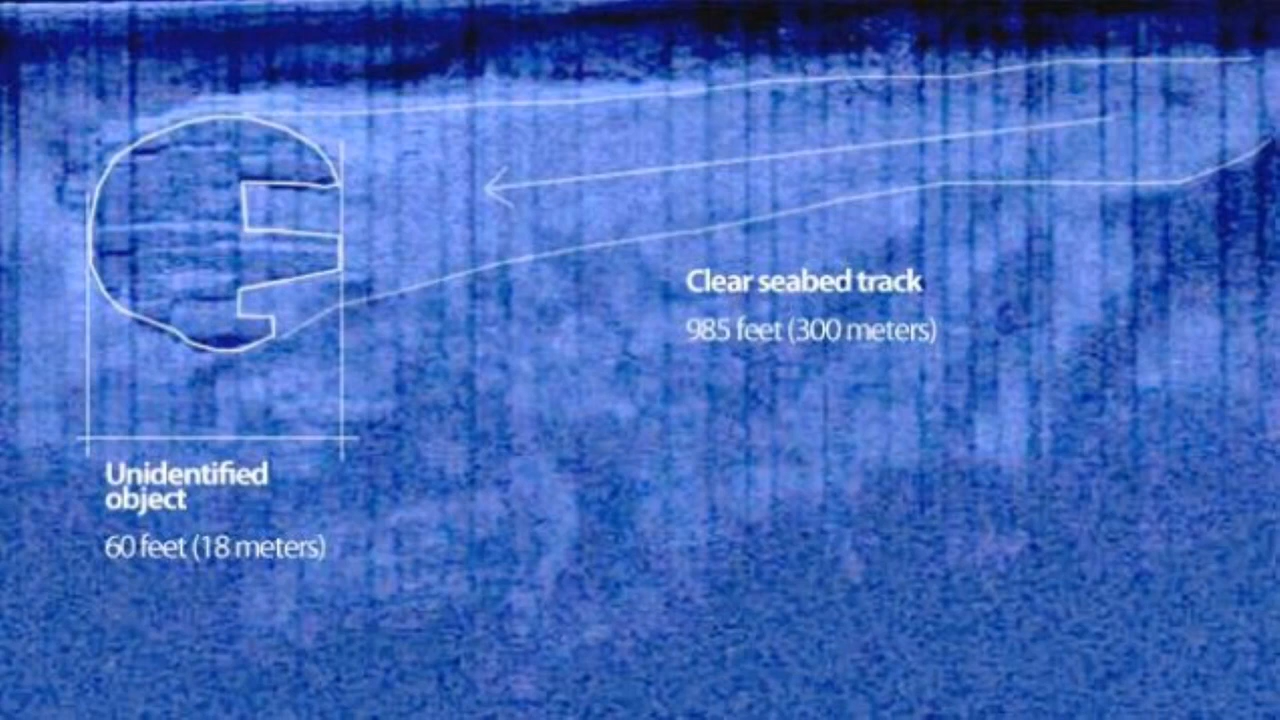 Clear seabed track
985 feet (300 meters)
Unidentified
object
60 feet (18 meters)